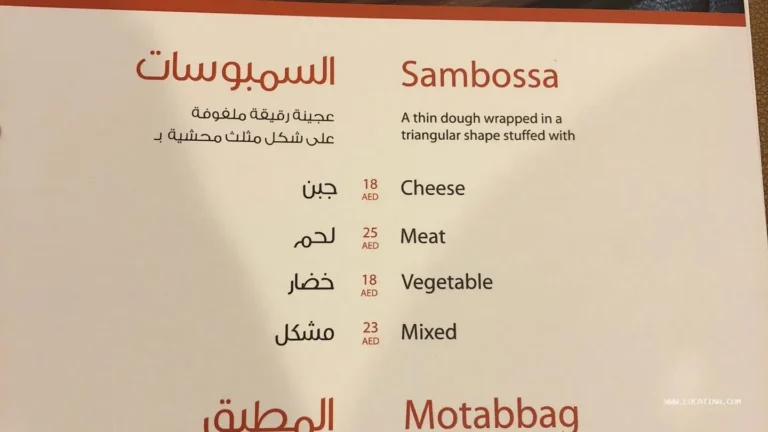 السمبوسات Sambossa
عجينة رقيقة ملفوفة A thin dough wrapped in a
على شكل مثلث محشية بـ triangular shape stuffed with
جبن 18 AED Cheese
لحم 25 AED Meat
خضار 18 AED Vegetable
مشكل 23 AED Mixed
المطبق Motabbag